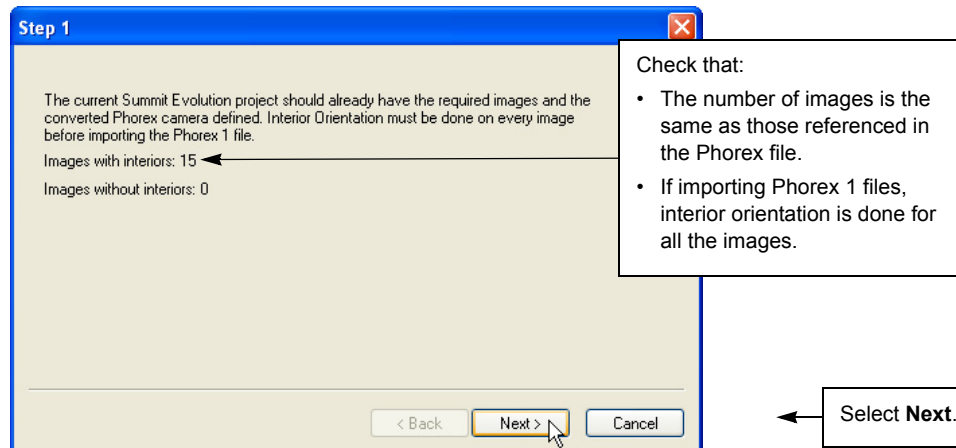 Step 1
The current Summit Evolution project should already have the required images and the
converted Phorex camera defined. Interior Orientation must be done on every image
before importing the Phorex 1 file.
Images with interiors: 15
Images without interiors: 0
Check that:
• The number of images is the
same as those referenced in
the Phorex file.
• If importing Phorex 1 files,
interior orientation is done for
all the images.
< Back
Next >
Cancel
Select Next.